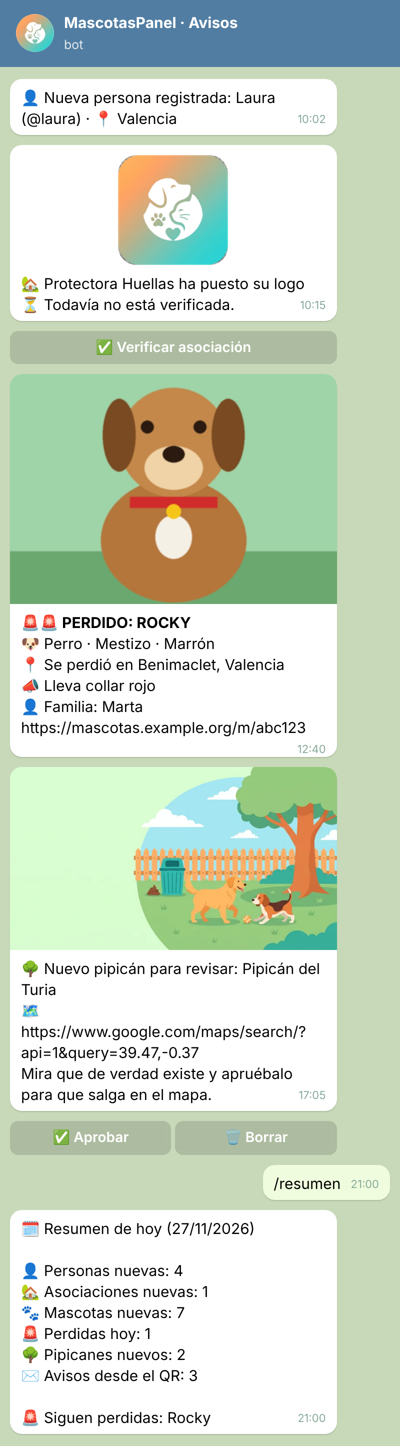 MascotasPanel · Avisos
bot
👤 Nueva persona registrada: Laura
(@laura) · 📍 Valencia
10:02
🏡 Protectora Huellas ha puesto su logo
⏳ Todavía no está verificada.
10:15
✅ Verificar asociación
🚨🚨 PERDIDO: ROCKY
🐶 Perro · Mestizo · Marrón
📍 Se perdió en Benimaclet, Valencia
📣 Lleva collar rojo
👤 Familia: Marta
https://mascotas.example.org/m/abc123
12:40
🌳 Nuevo pipicán para revisar: Pipicán del
Turia
🗺️
https://www.google.com/maps/search/?
api=1&query=39.47,-0.37
Mira que de verdad existe y apruébalo
para que salga en el mapa.
17:05
✅ Aprobar
🗑️ Borrar
/resumen
21:00
🗓️ Resumen de hoy (27/11/2026)
👤 Personas nuevas: 4
🏡 Asociaciones nuevas: 1
🐾 Mascotas nuevas: 7
🚨 Perdidas hoy: 1
🌳 Pipicanes nuevos: 2
✉️ Avisos desde el QR: 3
🚨 Siguen perdidas: Rocky
21:00